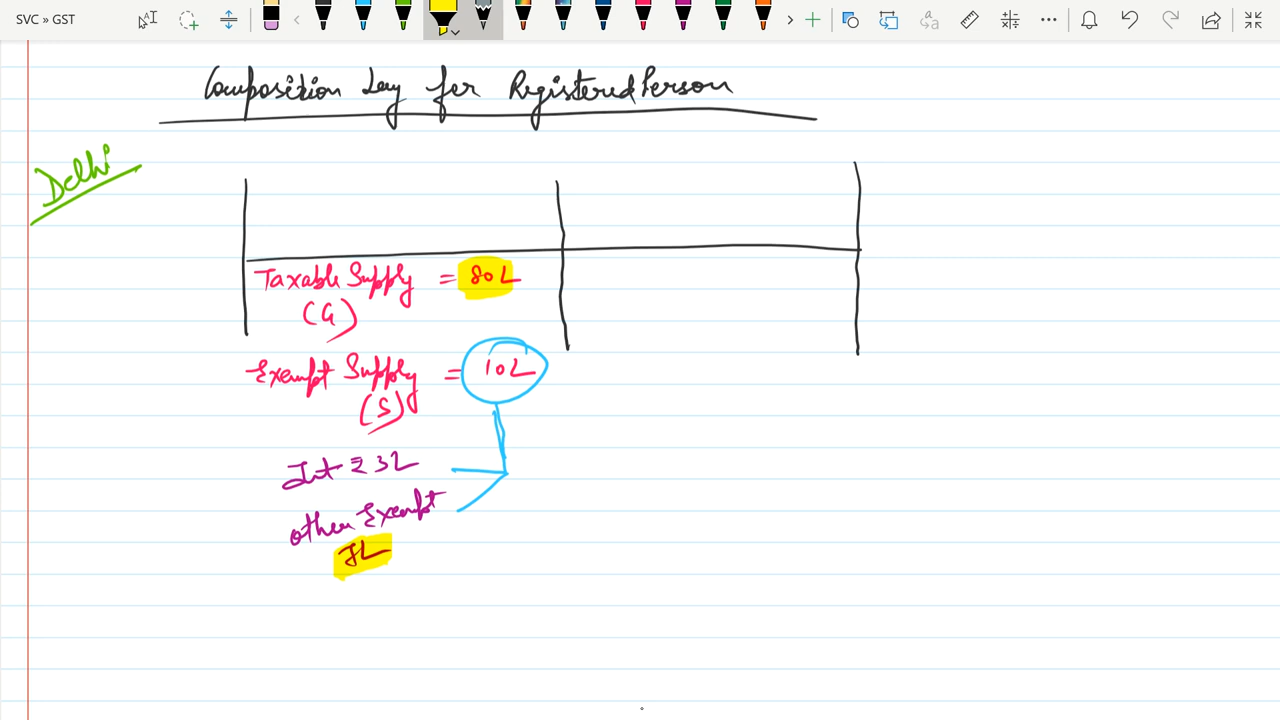 SVC » GST
Composition Levy for Registered Person
Delhi
Taxable Supply = 80L
(G)
Exempt Supply = 10L
(S)
Int ₹ 3L
other Exempt
7L